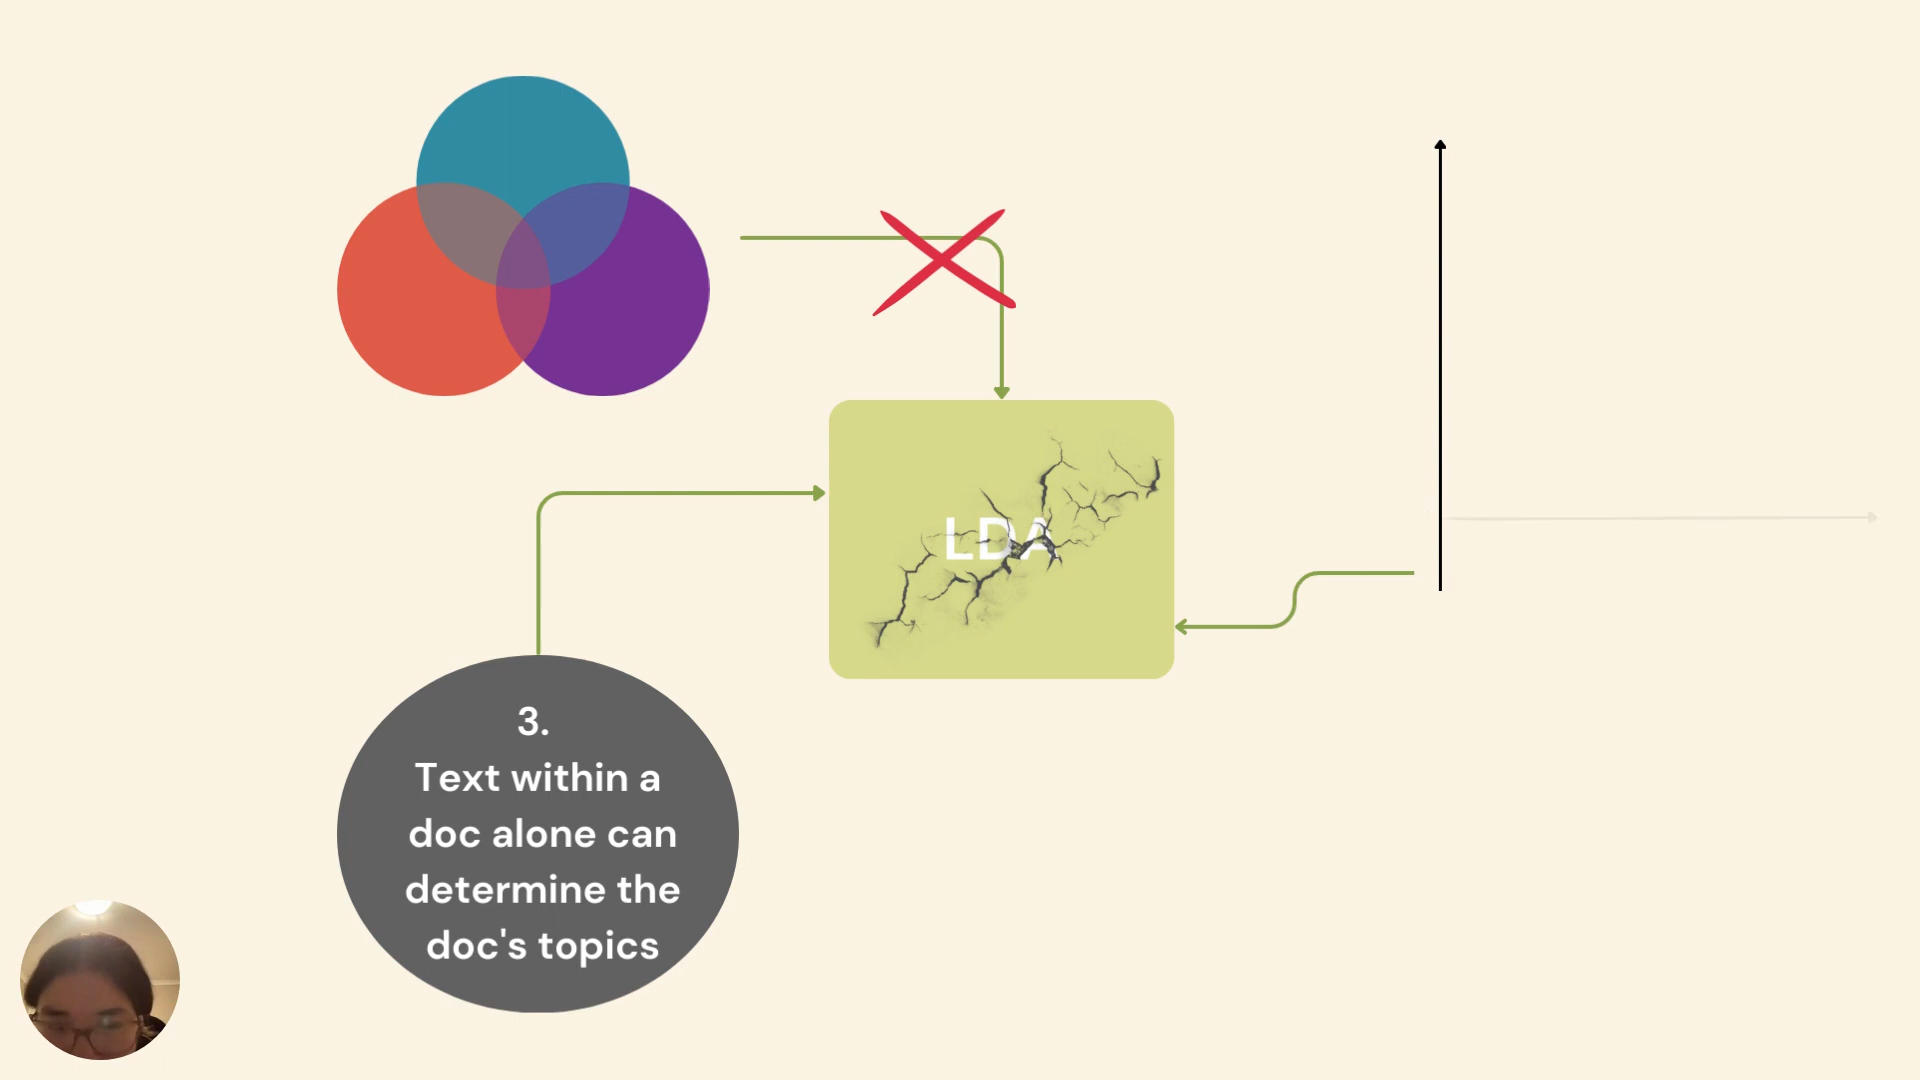 LDA
3.
Text within a
doc alone can
determine the
doc's topics